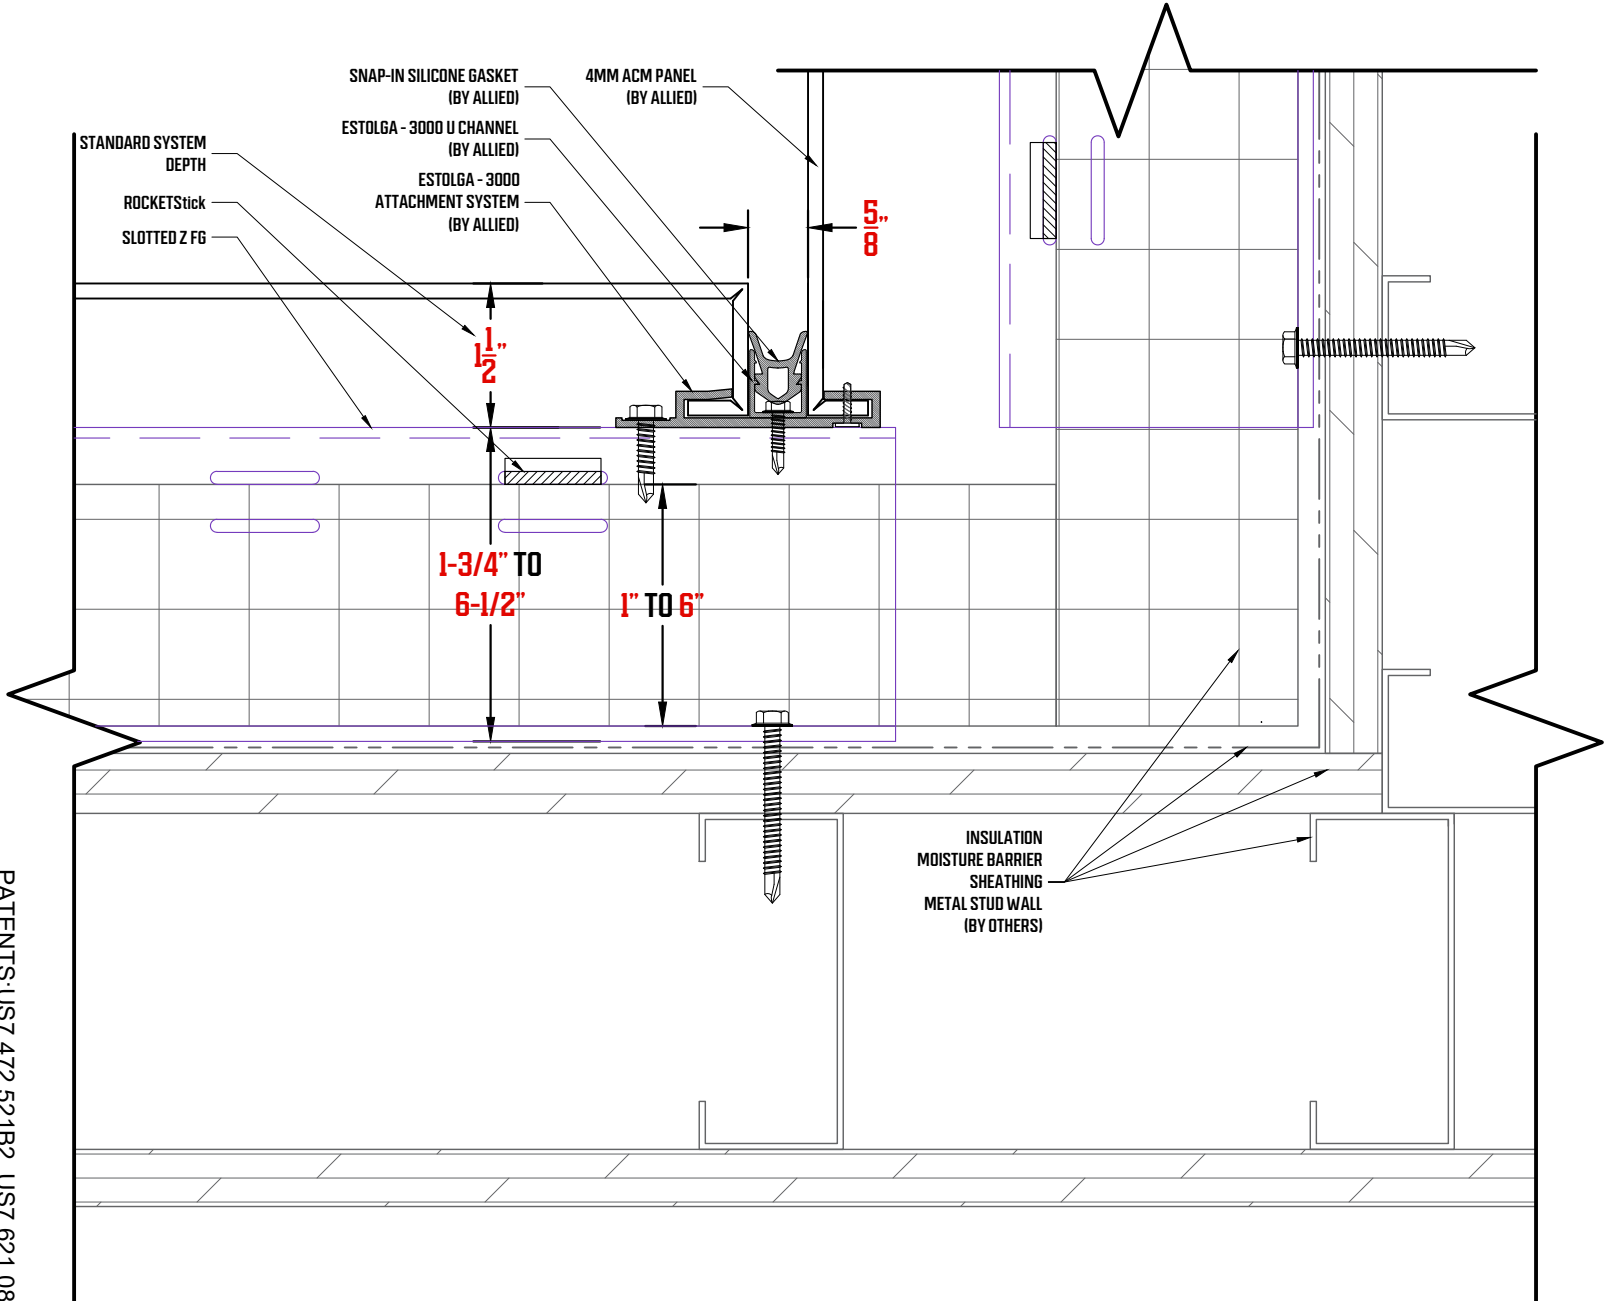 SNAP-IN SILICONE GASKET
(BY ALLIED)
4MM ACM PANEL
(BY ALLIED)
ESTOLGA - 3000 U CHANNEL
(BY ALLIED)
STANDARD SYSTEM
DEPTH
ESTOLGA - 3000
ATTACHMENT SYSTEM
(BY ALLIED)
ROCKETStick
SLOTTED Z FG
5/8"
1 1/2"
1-3/4" TO
6-1/2"
1" TO 6"
INSULATION
MOISTURE BARRIER
SHEATHING
METAL STUD WALL
(BY OTHERS)
PATENTS:US7,472,521B2 US7,621,08